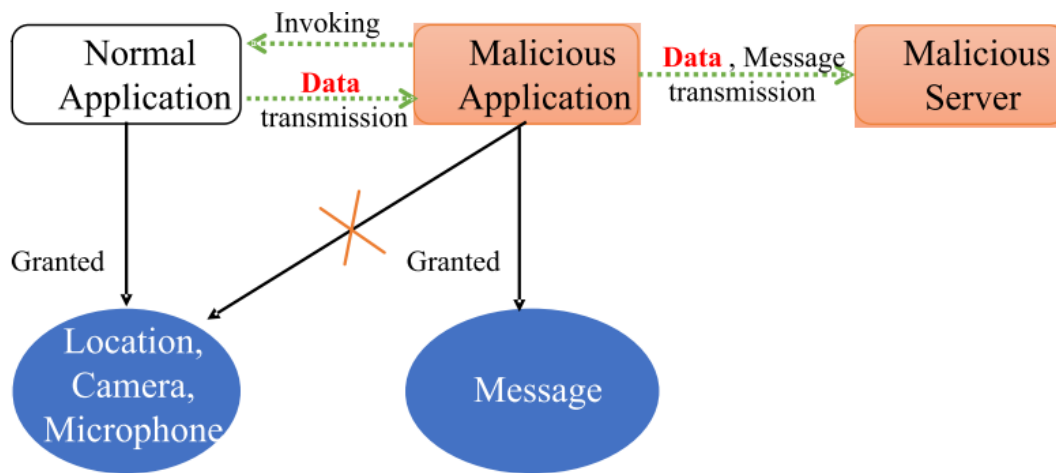 Invoking
Normal
Application
Data
transmission
Malicious
Application
Data , Message
transmission
Malicious
Server
Granted
Granted
Location,
Camera,
Microphone
Message